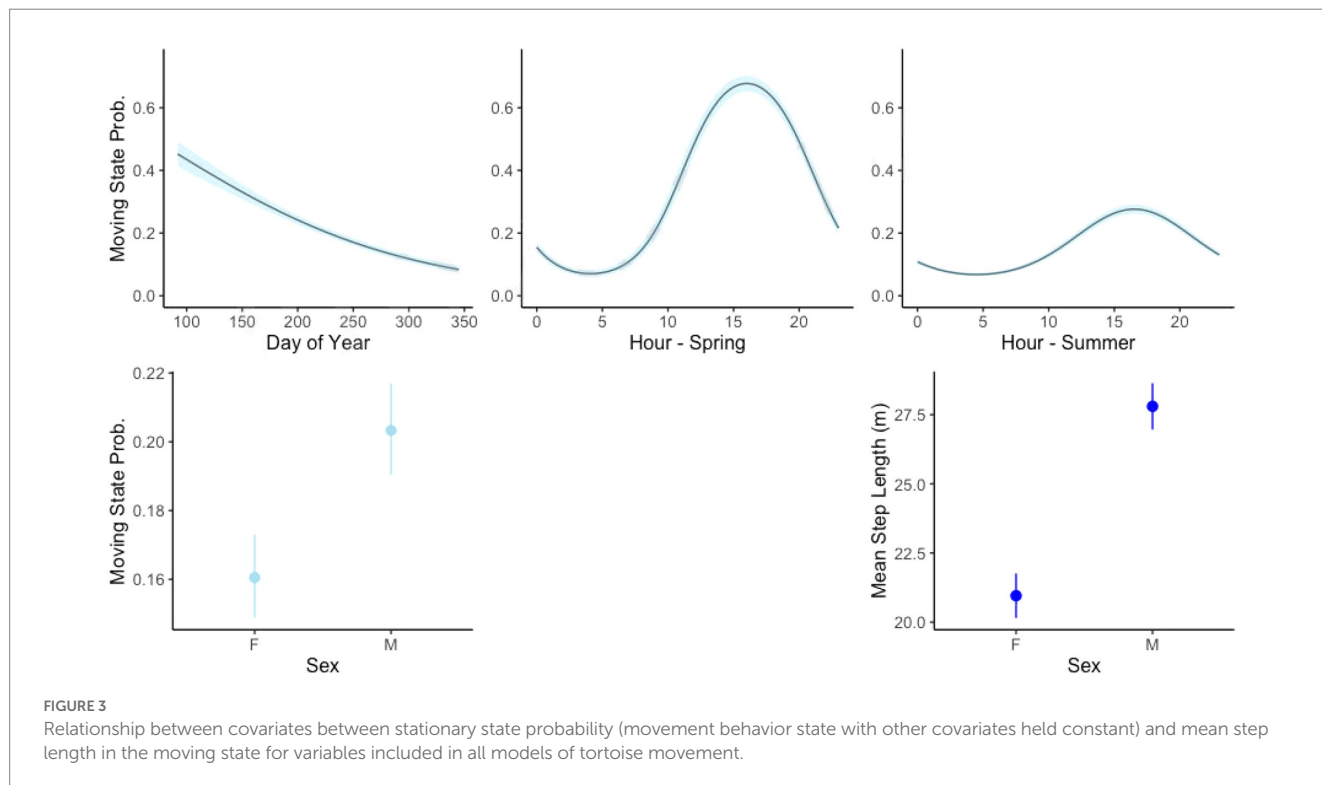 Moving State Prob.
0.6
0.4
0.2
0.0
100 150 200 250 300 350
Day of Year
0.6
0.4
0.2
0.0
0 5 10 15 20
Hour - Spring
0.6
0.4
0.2
0.0
0 5 10 15 20
Hour - Summer
Moving State Prob.
0.22
0.20
0.18
0.16
F M
Sex
Mean Step Length (m)
27.5
25.0
22.5
20.0
F M
Sex
FIGURE 3
Relationship between covariates between stationary state probability (movement behavior state with other covariates held constant) and mean step
length in the moving state for variables included in all models of tortoise movement.